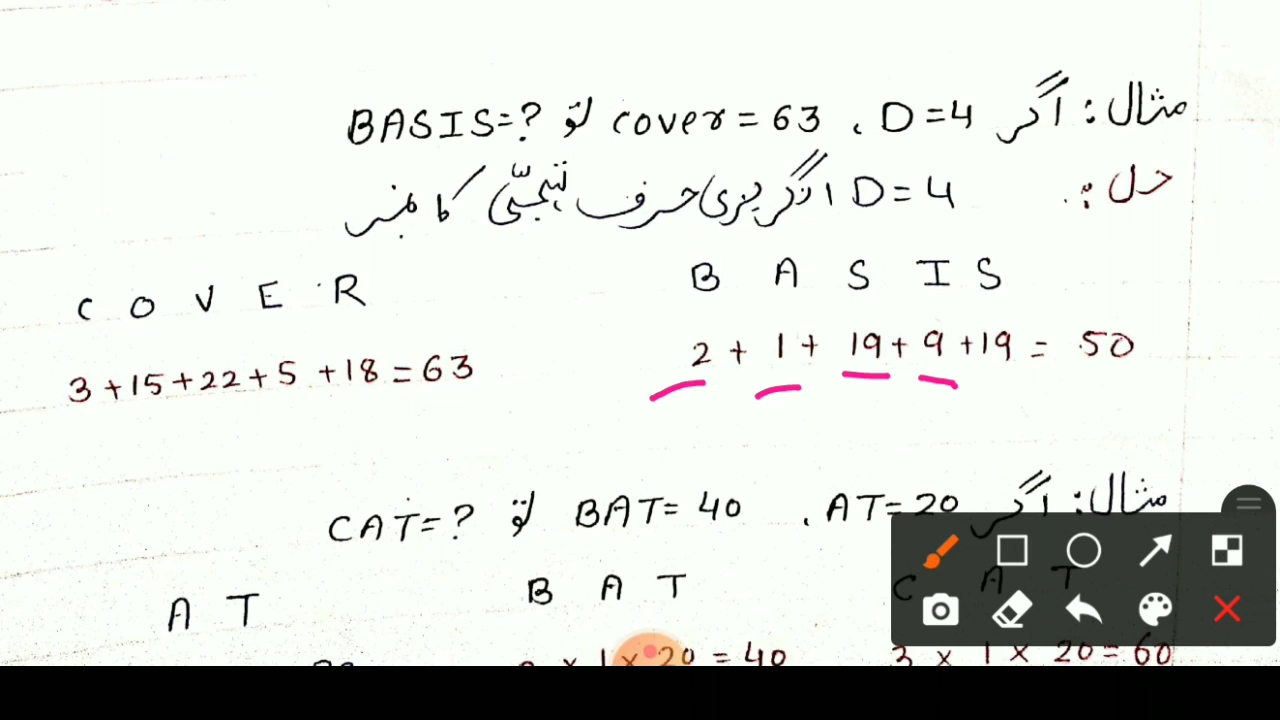 مثال: اگر D=4، cover=63 تو BASIS=?
حل: D=4 انگریزی حرف تہجی کا نمبر
B A S I S
2+1+19+9+19=50
C O V E R
3+15+22+5+18=63
مثال: اگر AT=20، BAT=40 تو CAT=?
C A T
3×1×20=60
B A T
×1×20=40
A T